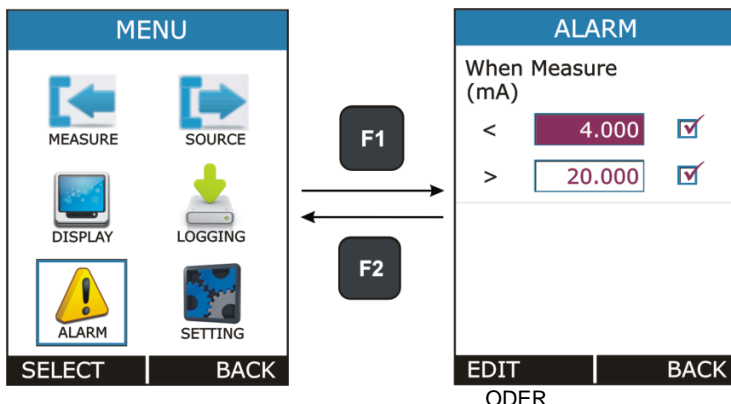 MENU
MEASURE
SOURCE
DISPLAY
LOGGING
ALARM
SETTING
SELECT
BACK
F1
F2
ALARM
When Measure
(mA)
< 4.000
> 20.000
EDIT
BACK
ODER